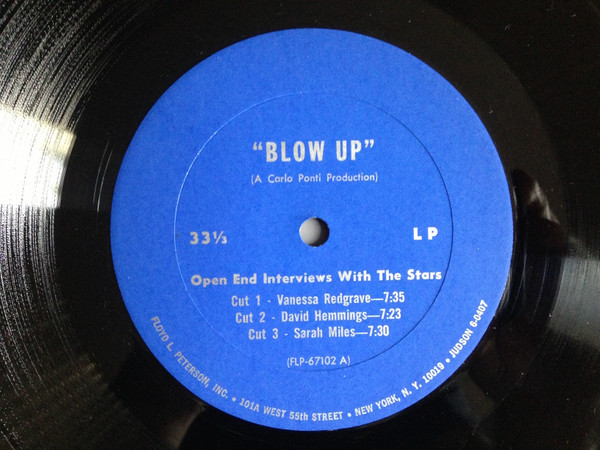 "BLOW UP"
(A Carlo Ponti Production)
33⅓ LP
Open End Interviews With The Stars
Cut 1 - Vanessa Redgrave—7:35
Cut 2 - David Hemmings—7:23
Cut 3 - Sarah Miles—7:30
(FLP-67102 A)
FLOYD L. PETERSON, INC. • 101A WEST 55th STREET • NEW YORK, N. Y. 10019 • JUDSON 6-0407